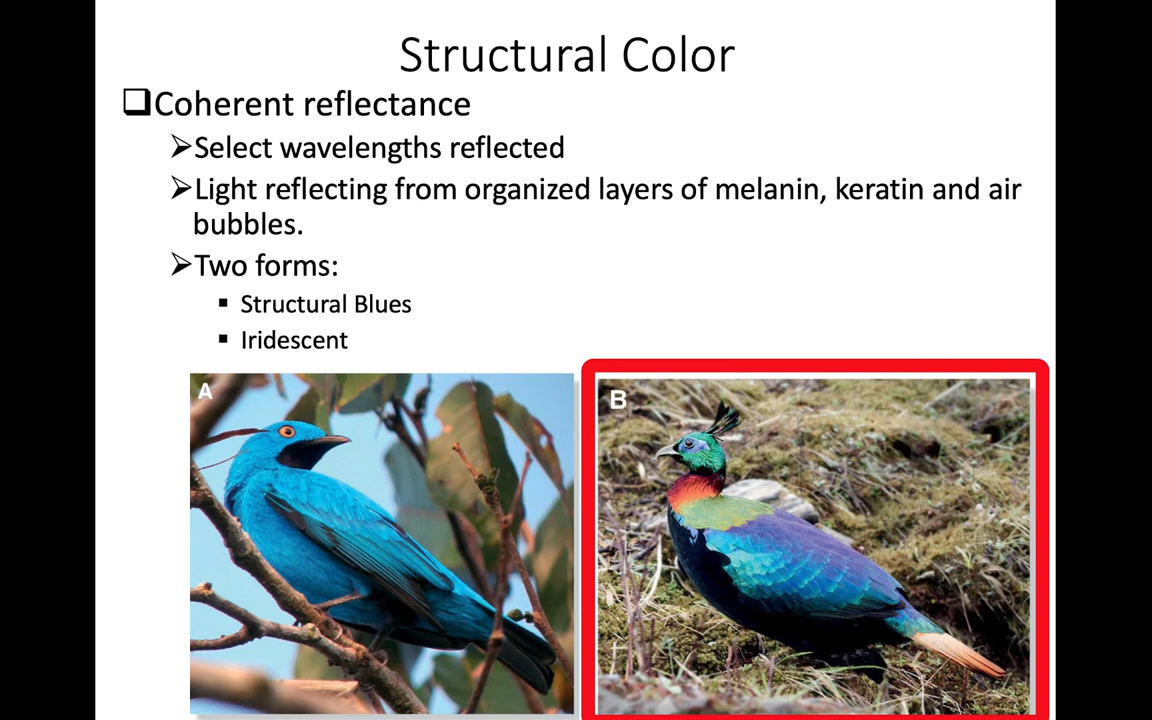 Structural Color
Coherent reflectance
Select wavelengths reflected
Light reflecting from organized layers of melanin, keratin and air
bubbles.
Two forms:
Structural Blues
Iridescent
A
B